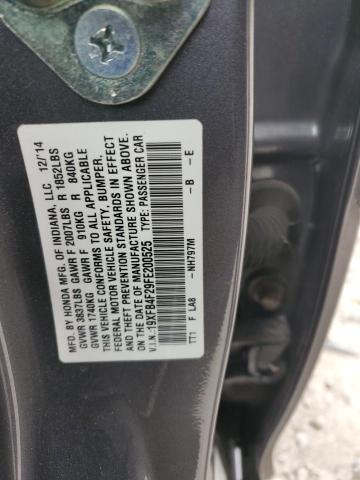 MFD. BY HONDA MFG. OF INDIANA, LLC 12/'14
GVWR 3837LBS GAWR F 2007LBS R 1852LBS
GVWR 1740KG GAWR F 910KG R 840KG
THIS VEHICLE CONFORMS TO ALL APPLICABLE
FEDERAL MOTOR VEHICLE SAFETY, BUMPER, AND
THEFT PREVENTION STANDARDS IN EFFECT
ON THE DATE OF MANUFACTURE SHOWN ABOVE.
V.I.N.:19XFB4F29FE200525 TYPE:PASSENGER CAR
TT1 F LA8 -NH797M -B -E